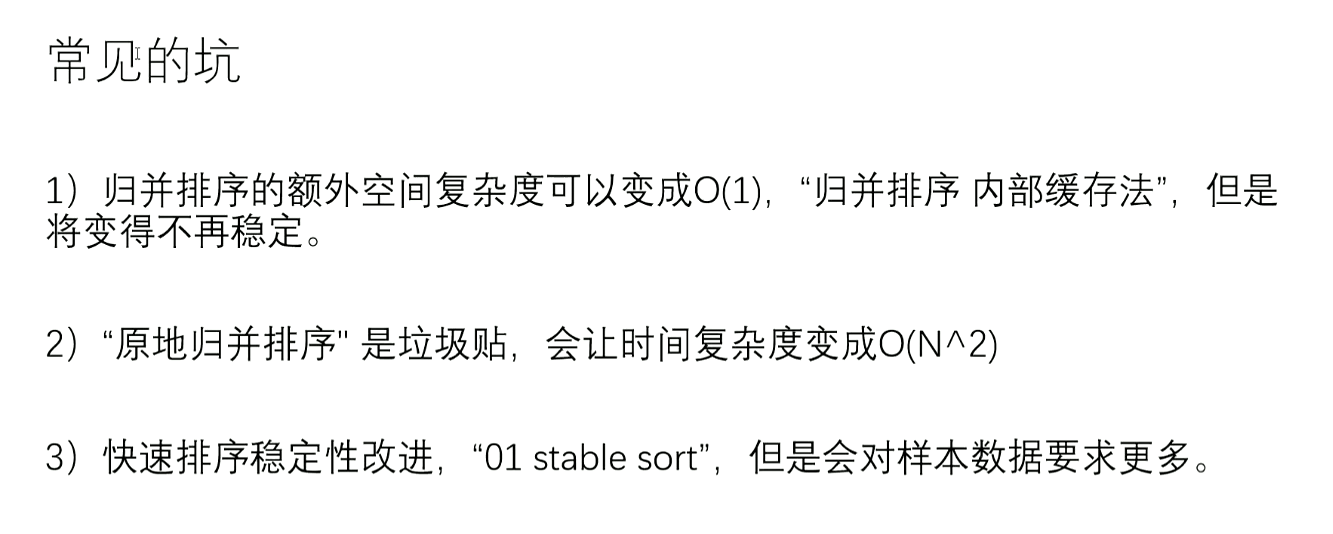 常见的坑
1）归并排序的额外空间复杂度可以变成O(1)，“归并排序 内部缓存法”，但是
将变得不再稳定。
2）“原地归并排序" 是垃圾贴，会让时间复杂度变成O(N^2)
3）快速排序稳定性改进，“01 stable sort”，但是会对样本数据要求更多。